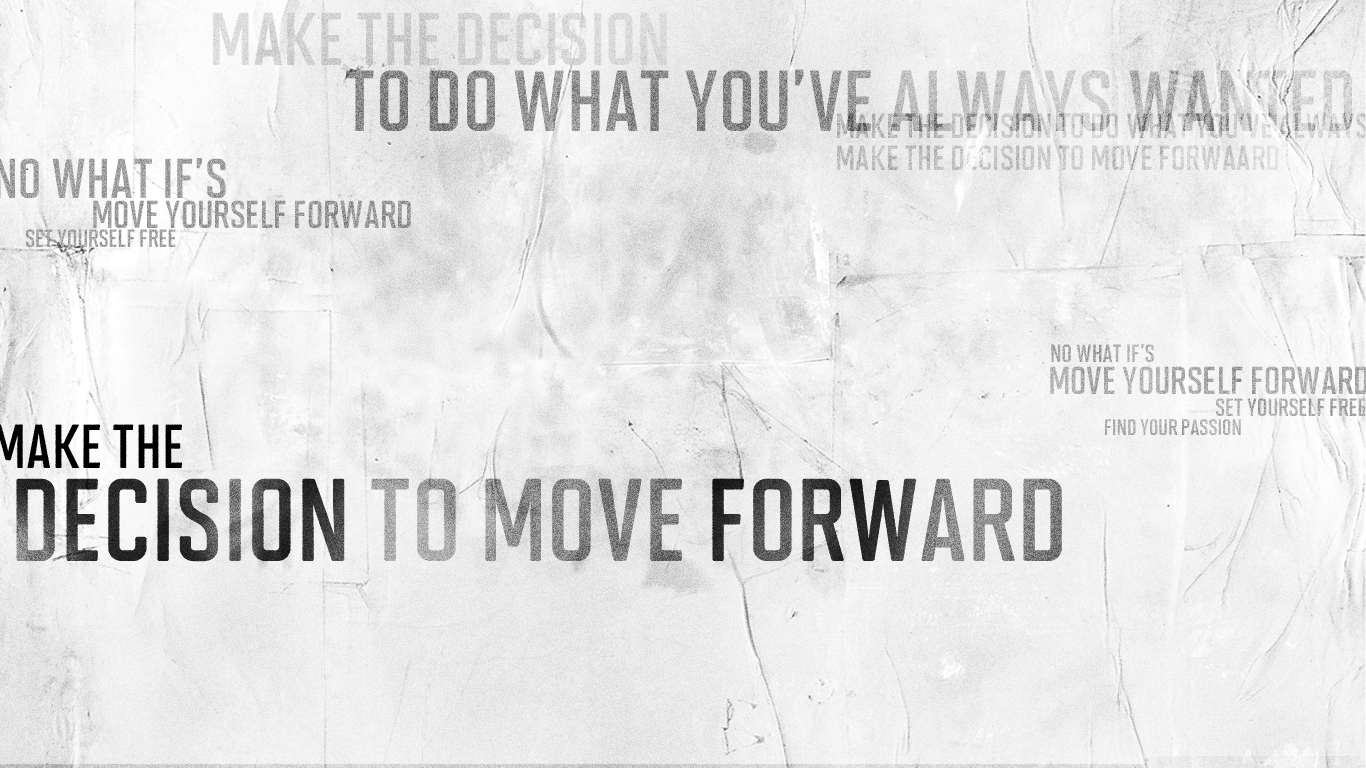 MAKE THE DECISION
TO DO WHAT YOU'VE ALWAYS WANTED
MAKE THE DECISION TO DO WHAT YOU'VE ALWAYS
MAKE THE DECISION TO MOVE FORWAARD
NO WHAT IF'S
MOVE YOURSELF FORWARD
SET YOURSELF FREE
NO WHAT IF'S
MOVE YOURSELF FORWARD
SET YOURSELF FREE
FIND YOUR PASSION
MAKE THE
DECISION TO MOVE FORWARD